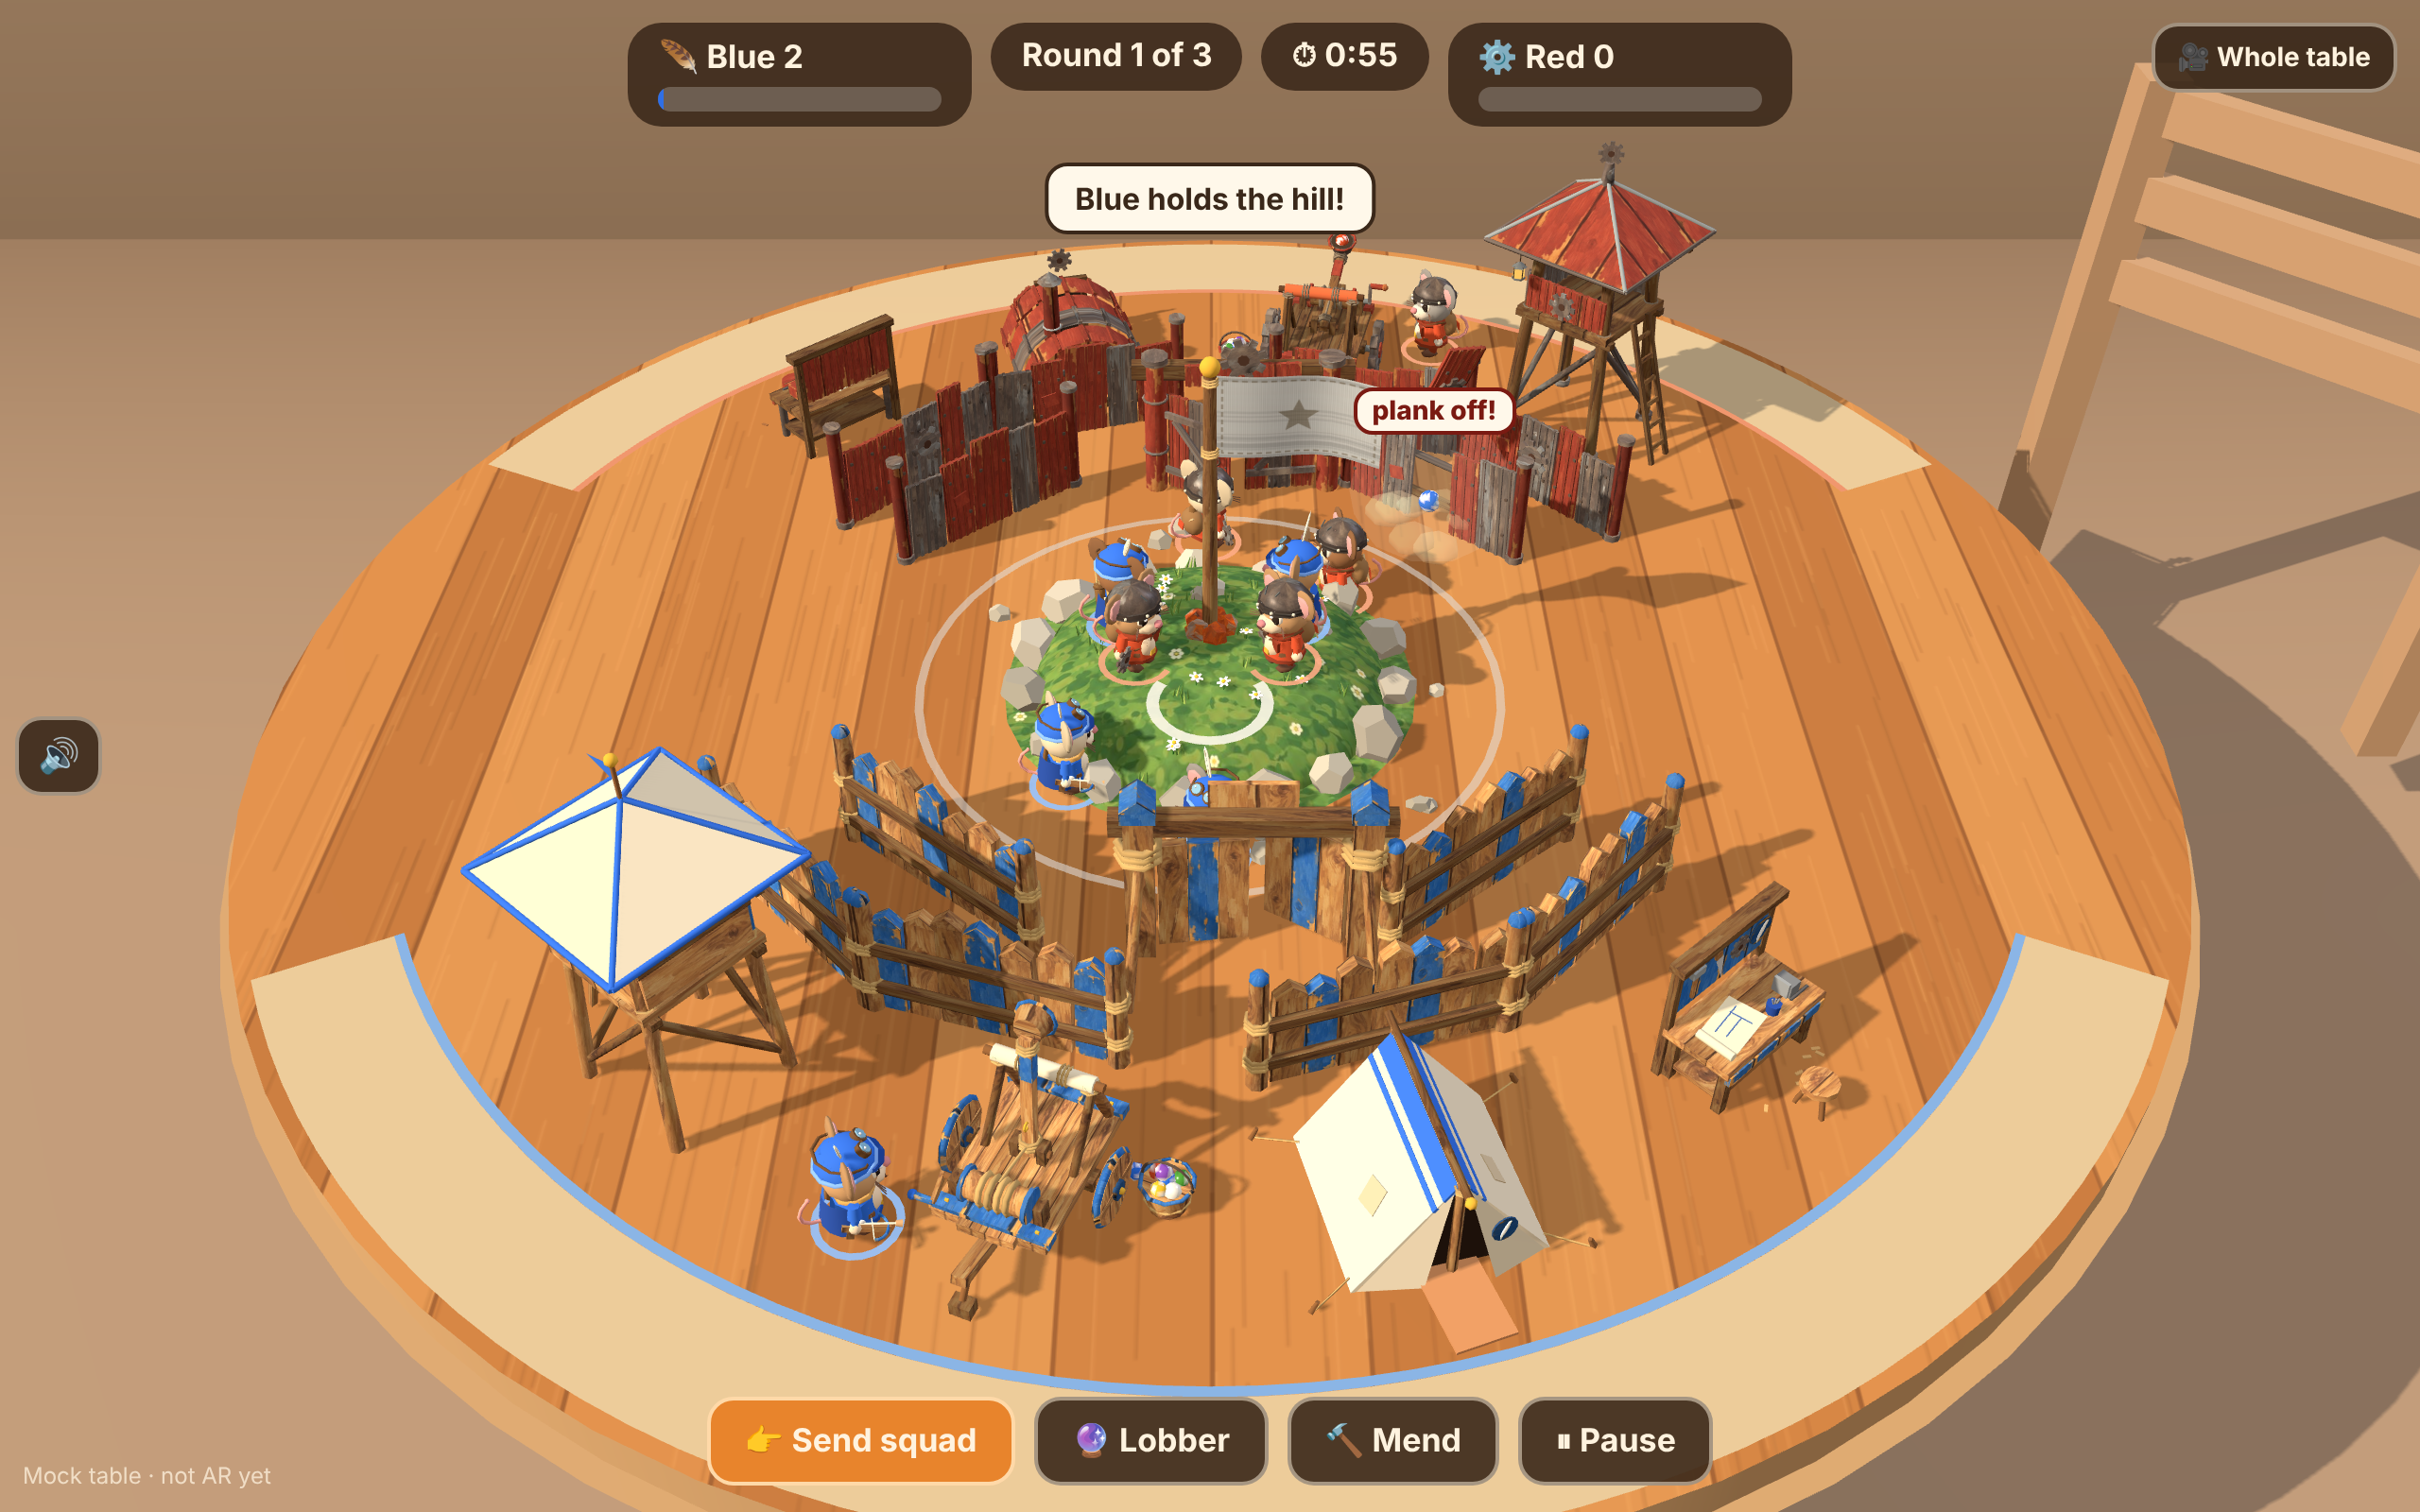 Blue 2
Round 1 of 3
0:55
Red 0
Whole table
Blue holds the hill!
plank off!
Send squad
Lobber
Mend
Pause
Mock table · not AR yet